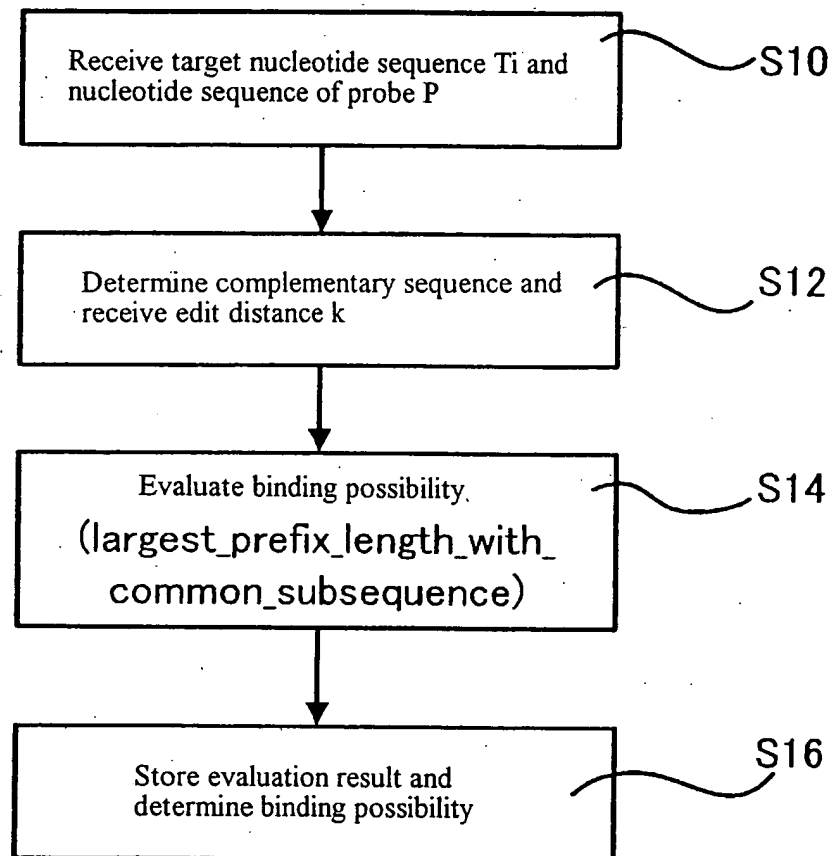 Receive target nucleotide sequence Ti and
nucleotide sequence of probe P
S10
Determine complementary sequence and
receive edit distance k
S12
Evaluate binding possibility
(largest_prefix_length_with_
common_subsequence)
S14
Store evaluation result and
determine binding possibility
S16